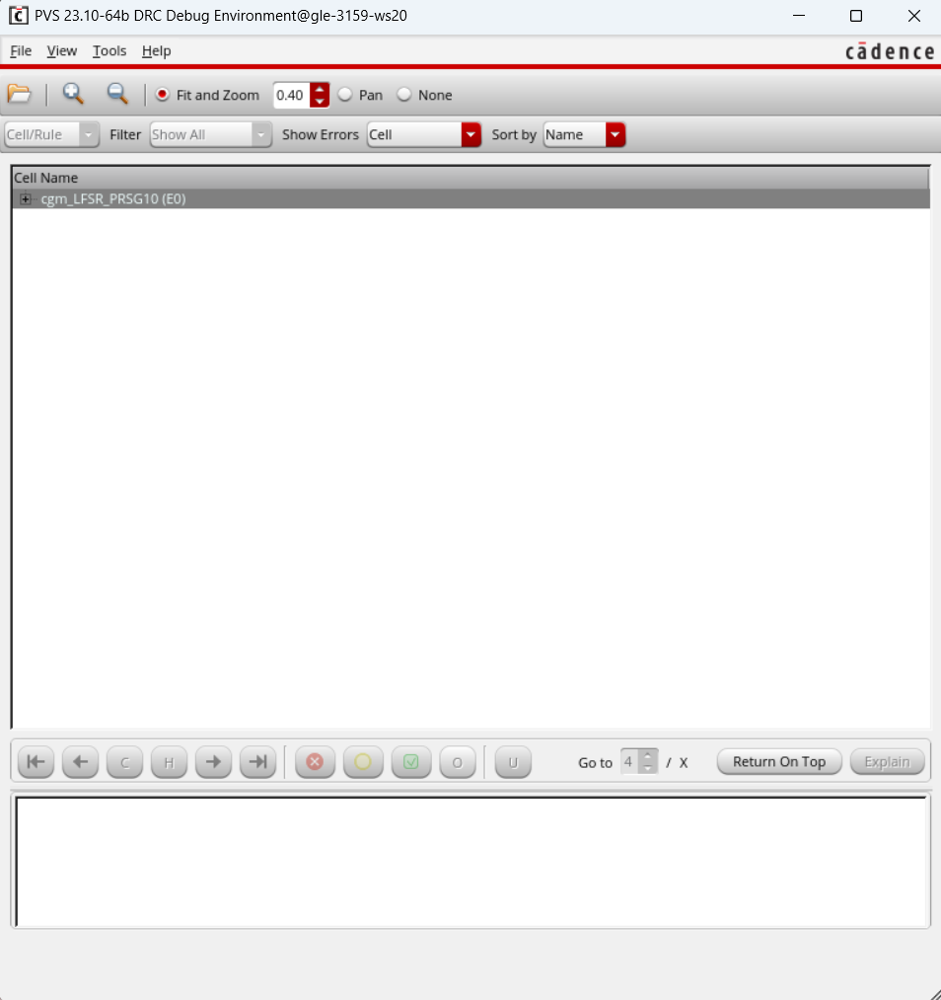 PVS 23.10-64b DRC Debug Environment@gle-3159-ws20
File View Tools Help
cādence
Fit and Zoom 0.40 Pan None
Cell/Rule Filter Show All Show Errors Cell Sort by Name
Cell Name
cgm_LFSR_PRSG10 (E0)
C H O U Go to 4 / X Return On Top Explain